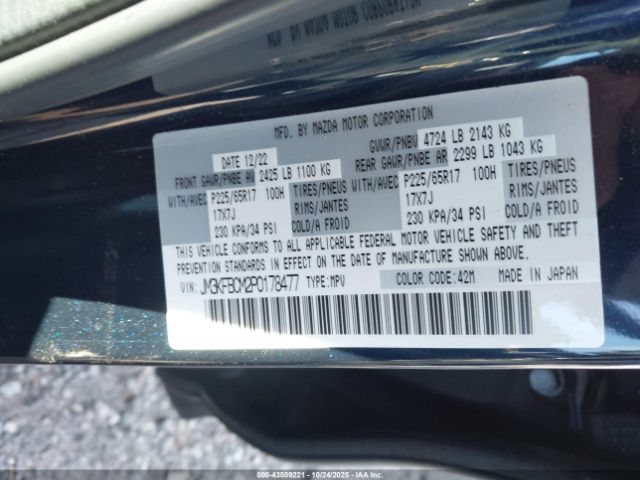 MFD. BY MAZDA MOTOR CORPORATION
DATE 12/22 GVWR/PNBV 4724 LB 2143 KG
FRONT GAWR/PNBE AV 2425 LB 1100 KG REAR GAWR/PNBE AR 2299 LB 1043 KG
WITH/AVEC P225/65R17 100H TIRES/PNEUS WITH/AVEC P225/65R17 100H TIRES/PNEUS
17X7J RIMS/JANTES 17X7J RIMS/JANTES
230 KPA/34 PSI COLD/A FROID 230 KPA/34 PSI COLD/A FROID
THIS VEHICLE CONFORMS TO ALL APPLICABLE FEDERAL MOTOR VEHICLE SAFETY AND THEFT
PREVENTION STANDARDS IN EFFECT ON THE DATE OF MANUFACTURE SHOWN ABOVE.
VIN: JM3KFBCM2P0178477 TYPE:MPV COLOR CODE:42M MADE IN JAPAN
000-43509221 - 10/24/2025 - IAAI.COM